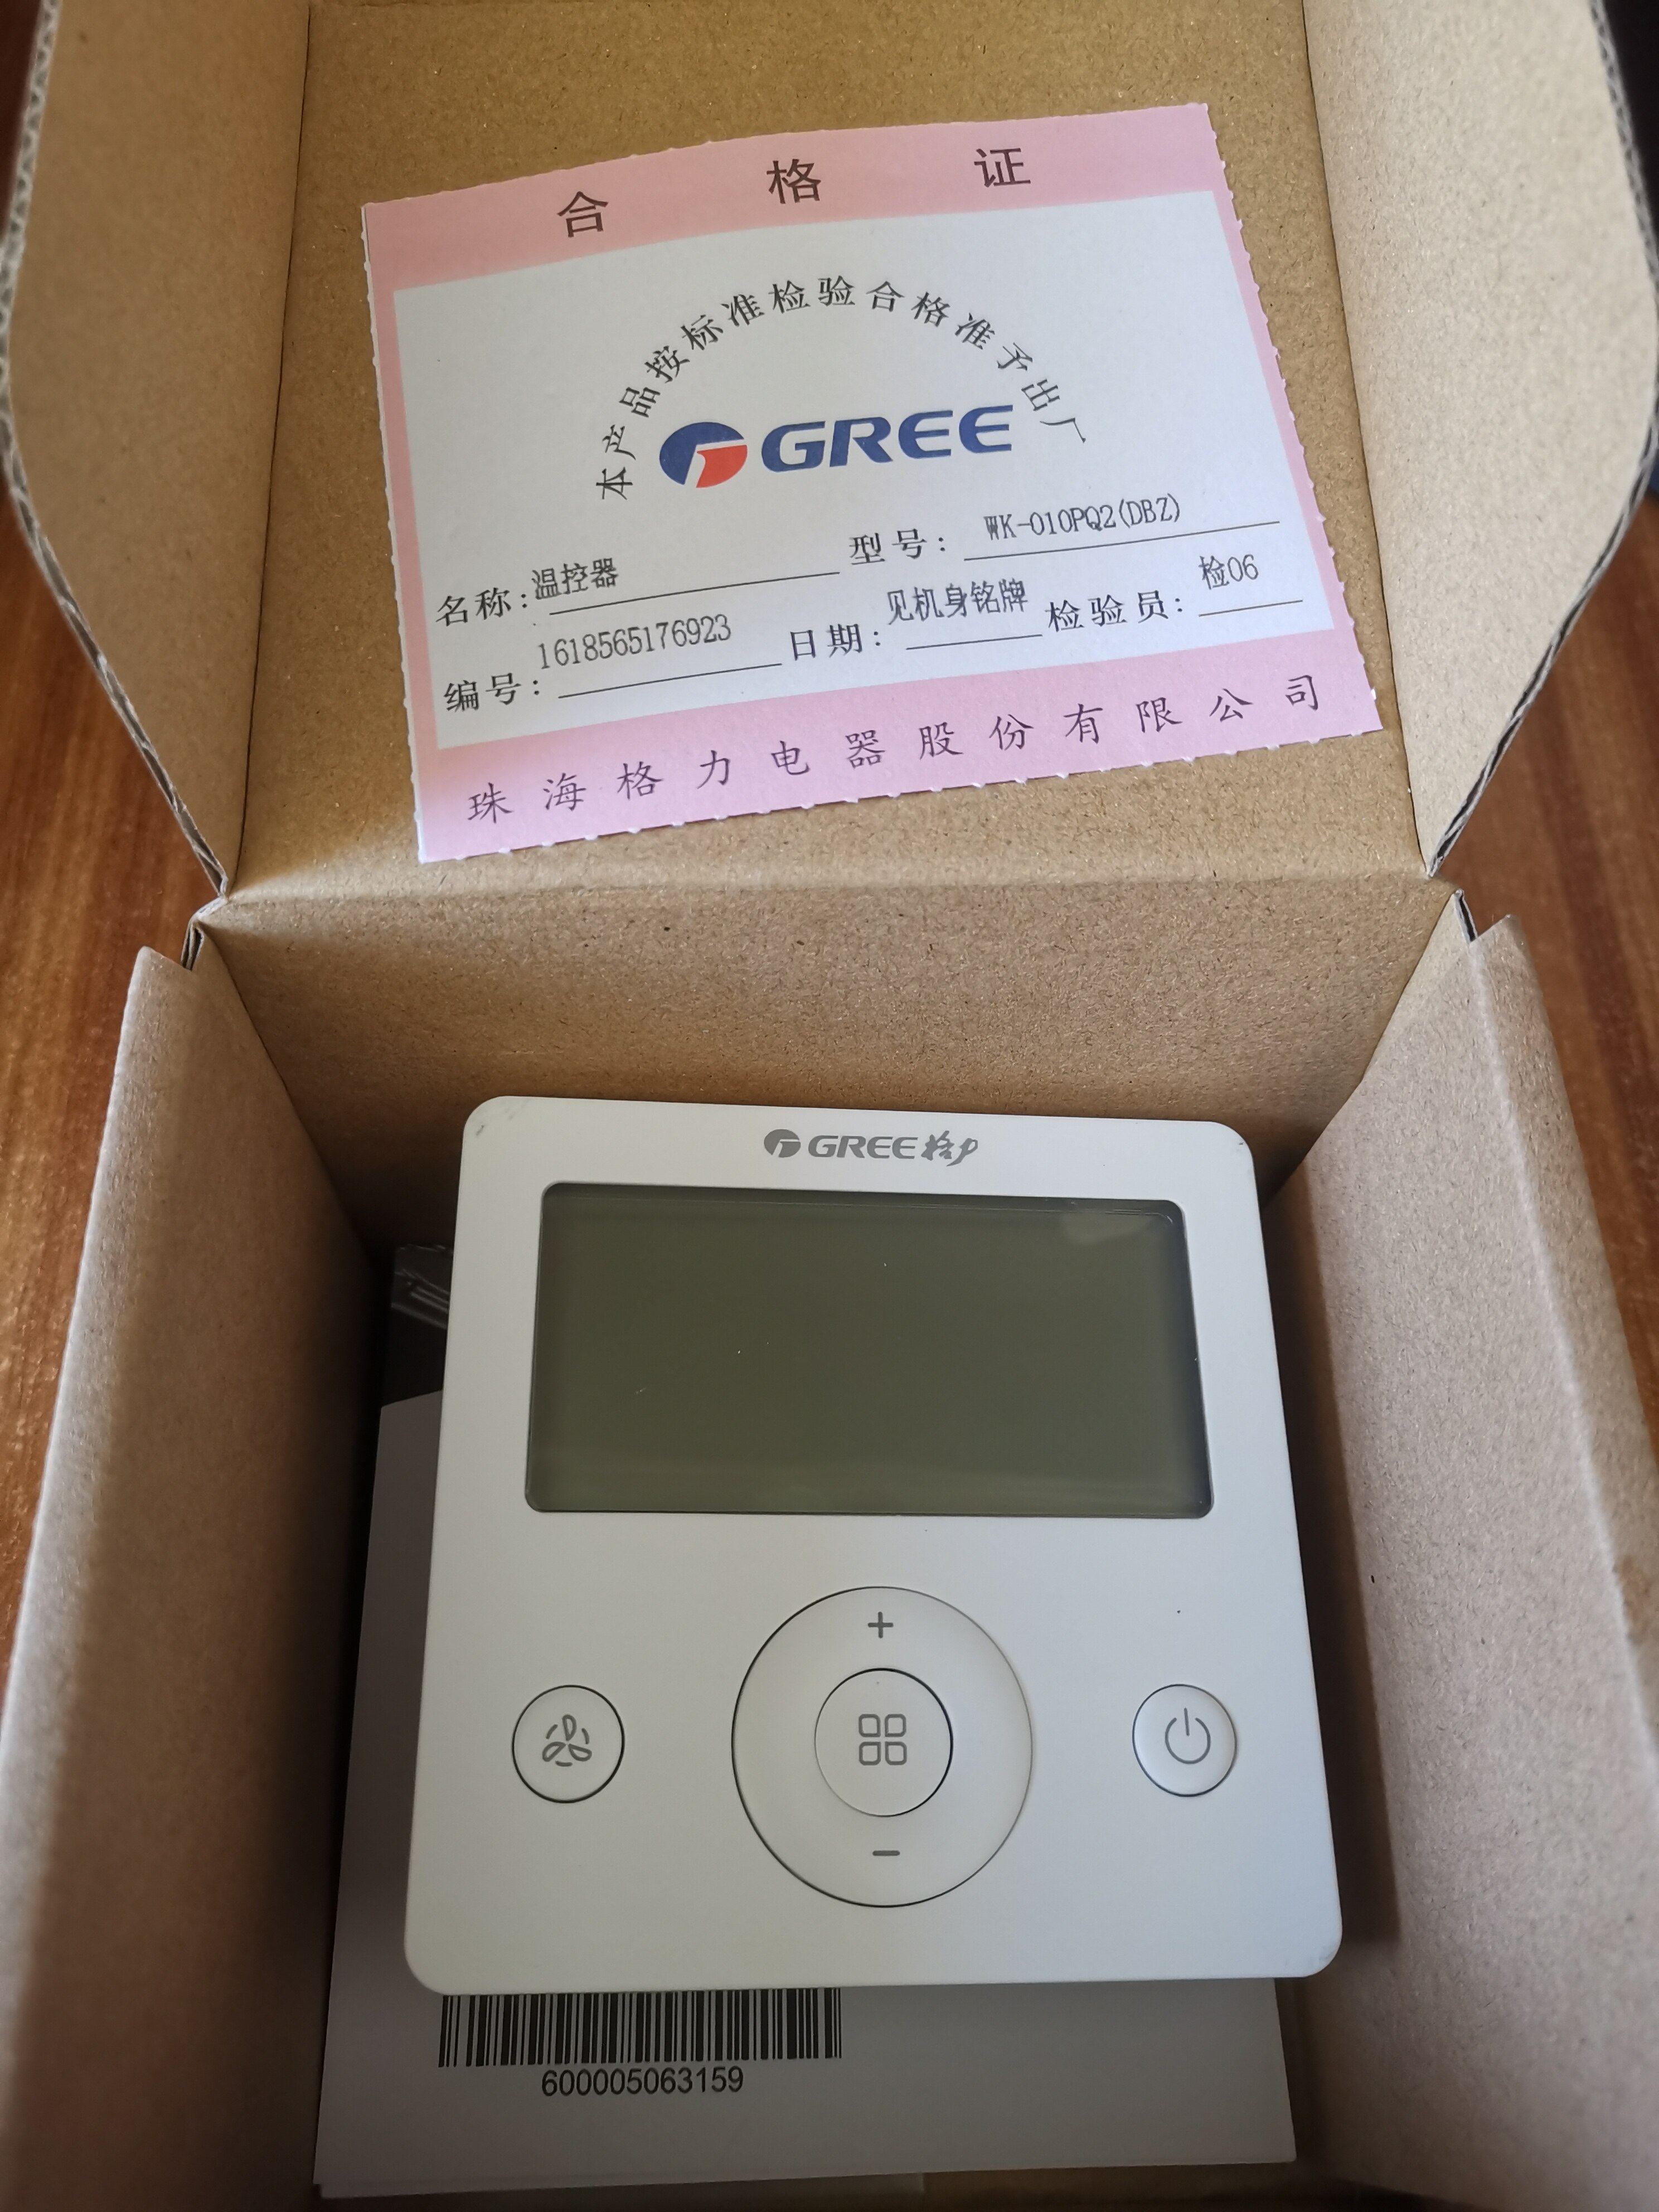 合格证
本产品按标准检验合格准予出厂
GREE
名称:温控器 型号: WK-010PQ2(DBZ)
编号: 1618565176923 日期: 见机身铭牌 检验员: 检06
珠海格力电器股份有限公司
GREE格力
+
−
600005063159